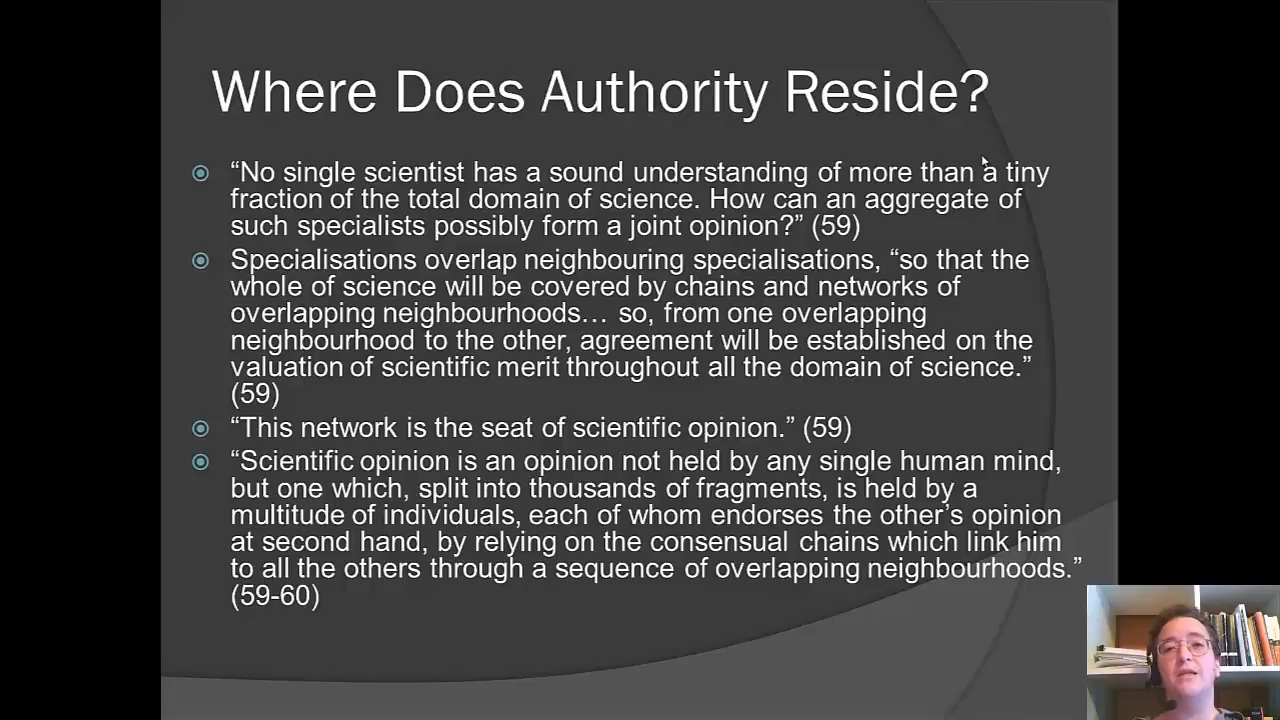 Where Does Authority Reside?
“No single scientist has a sound understanding of more than a tiny
fraction of the total domain of science. How can an aggregate of
such specialists possibly form a joint opinion?” (59)
Specialisations overlap neighbouring specialisations, “so that the
whole of science will be covered by chains and networks of
overlapping neighbourhoods… so, from one overlapping
neighbourhood to the other, agreement will be established on the
valuation of scientific merit throughout all the domain of science.”
(59)
“This network is the seat of scientific opinion.” (59)
“Scientific opinion is an opinion not held by any single human mind,
but one which, split into thousands of fragments, is held by a
multitude of individuals, each of whom endorses the other’s opinion
at second hand, by relying on the consensual chains which link him
to all the others through a sequence of overlapping neighbourhoods.”
(59-60)